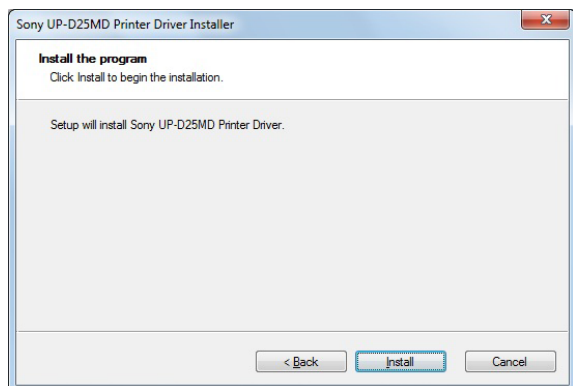 Sony UP-D25MD Printer Driver Installer
Install the program
Click Install to begin the installation.
Setup will install Sony UP-D25MD Printer Driver.
< Back
Install
Cancel